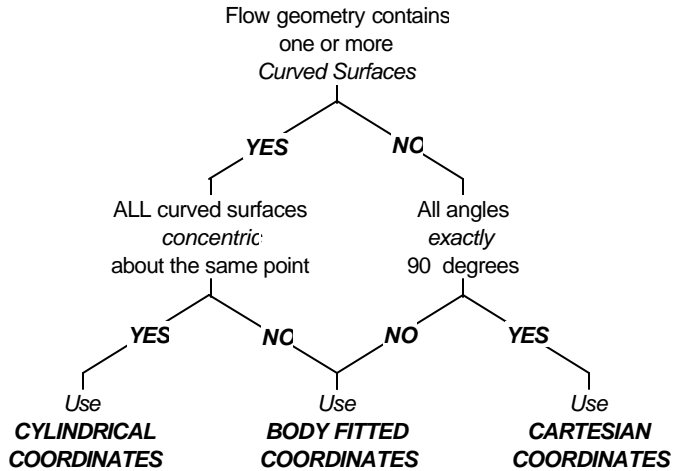 Flow geometry contains
one or more
Curved Surfaces
YES
NO
ALL curved surfaces
concentric
about the same point
All angles
exactly
90 degrees
YES
NO
NO
YES
Use
CYLINDRICAL
COORDINATES
Use
BODY FITTED
COORDINATES
Use
CARTESIAN
COORDINATES